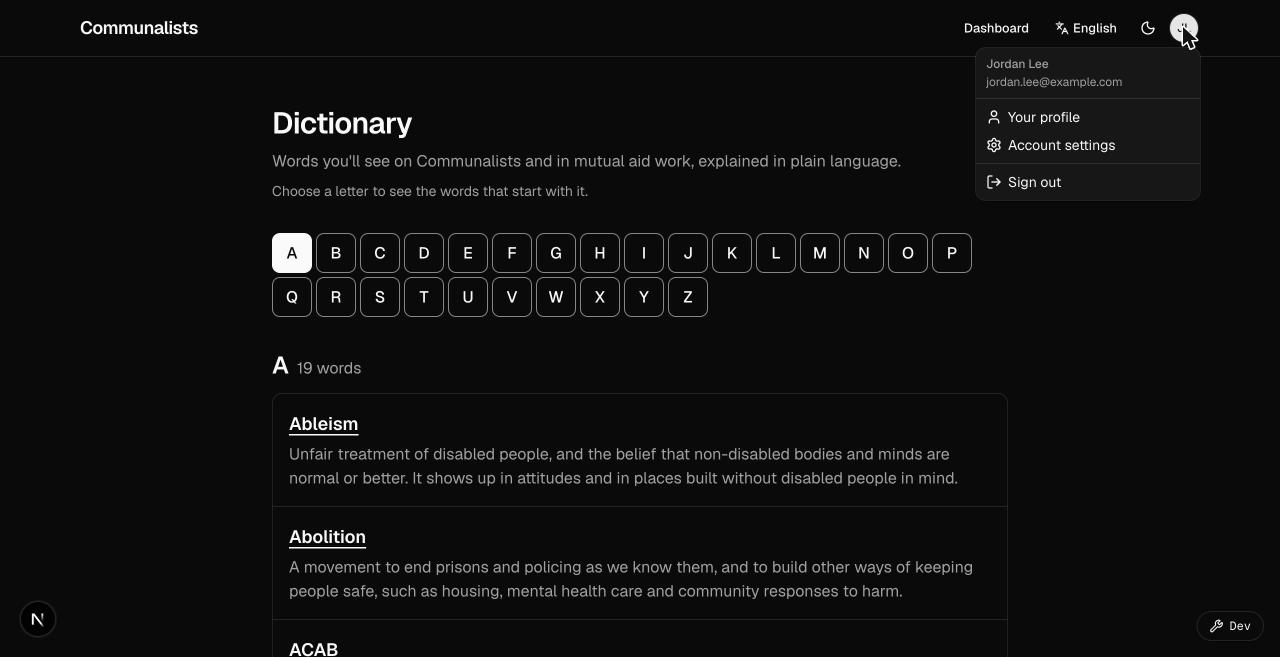 Communalists
Dashboard
English
Jordan Lee
jordan.lee@example.com
Your profile
Account settings
Sign out
Dictionary
Words you'll see on Communalists and in mutual aid work, explained in plain language.
Choose a letter to see the words that start with it.
A B C D E F G H I J K L M N O P
Q R S T U V W X Y Z
A 19 words
Ableism
Unfair treatment of disabled people, and the belief that non-disabled bodies and minds are
normal or better. It shows up in attitudes and in places built without disabled people in mind.
Abolition
A movement to end prisons and policing as we know them, and to build other ways of keeping
people safe, such as housing, mental health care and community responses to harm.
ACAB
N
Dev